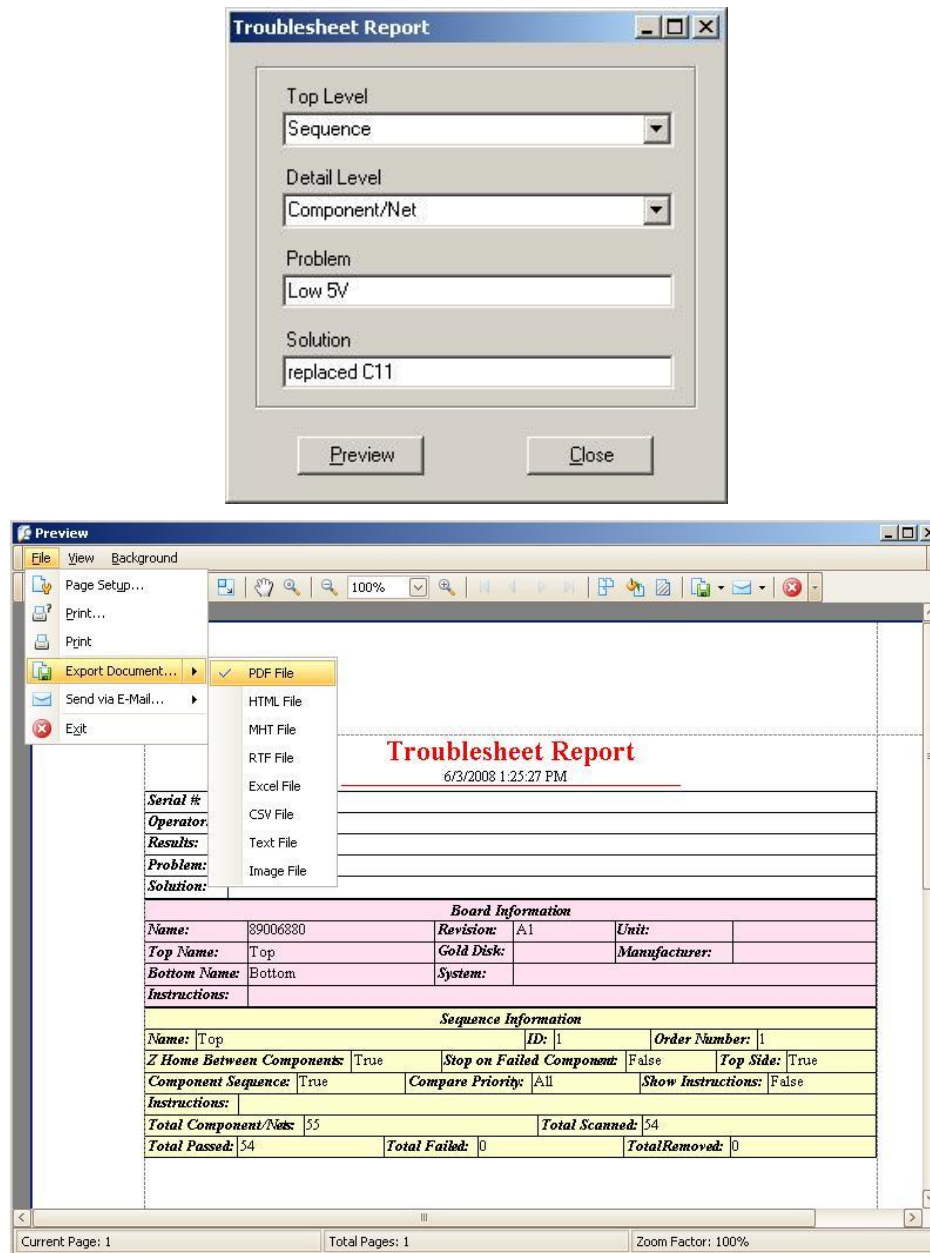 Troublesheet Report
Top Level
Sequence
Detail Level
Component/Net
Problem
Low 5V
Solution
replaced C11
Preview Close
Preview
File View Background
100%
Page Setup...
Print...
Print
Export Document...
Send via E-Mail...
Exit
PDF File
HTML File
MHT File
RTF File
Excel File
CSV File
Text File
Image File
Troublesheet Report
6/3/2008 1:25:27 PM
Serial #:
Operator:
Results:
Problem:
Solution:
Board Information
Name: 89006880 Revision: A1 Unit:
Top Name: Top Gold Disk: Manufacturer:
Bottom Name: Bottom System:
Instructions:
Sequence Information
Name: Top ID: 1 Order Number: 1
Z Home Between Components: True Stop on Failed Component: False Top Side: True
Component Sequence: True Compare Priority: All Show Instructions: False
Instructions:
Total Component/Nets: 55 Total Scanned: 54
Total Passed: 54 Total Failed: 0 TotalRemoved: 0
Current Page: 1 Total Pages: 1 Zoom Factor: 100%